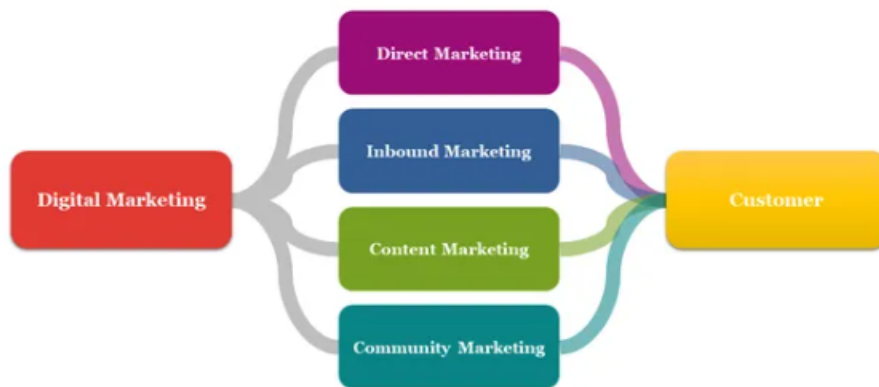 Direct Marketing
Inbound Marketing
Digital Marketing
Customer
Content Marketing
Community Marketing